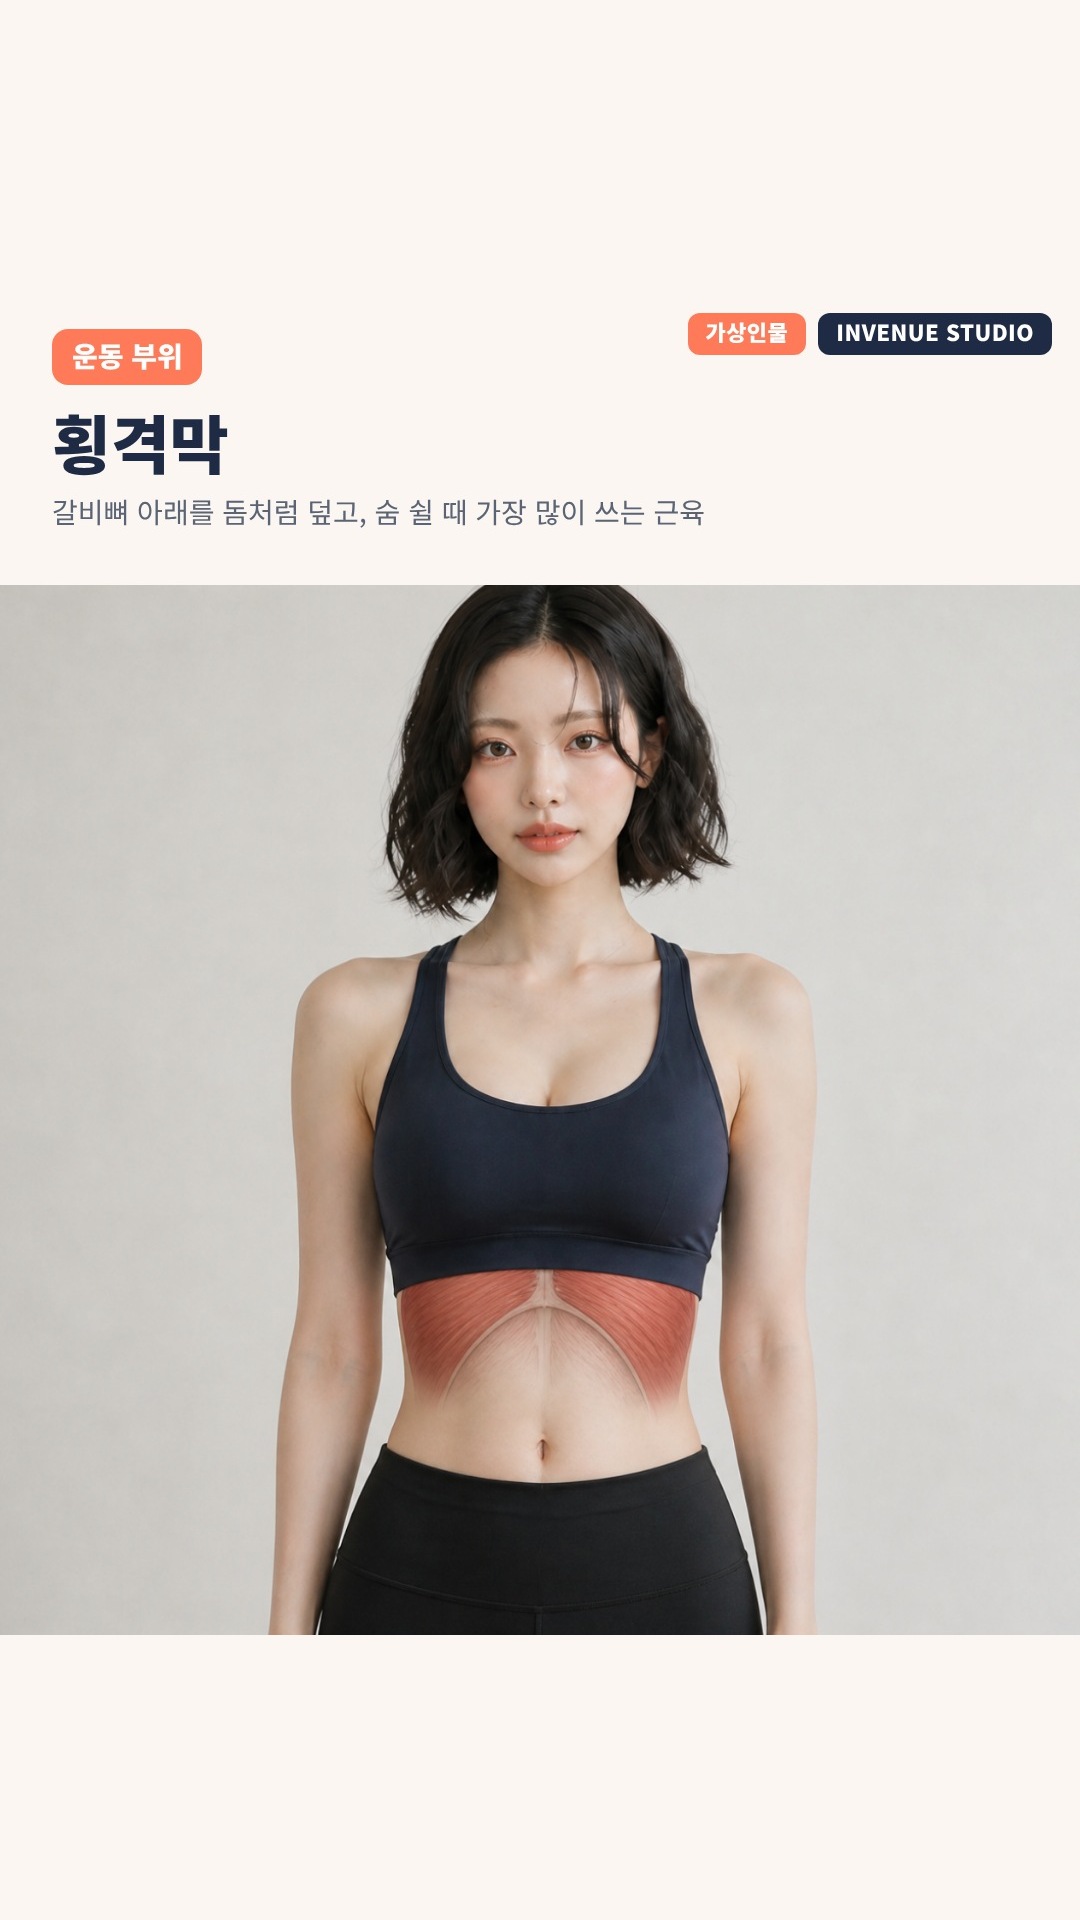 운동 부위
가상인물
INVENUE STUDIO
횡격막
갈비뼈 아래를 돔처럼 덮고, 숨 쉴 때 가장 많이 쓰는 근육